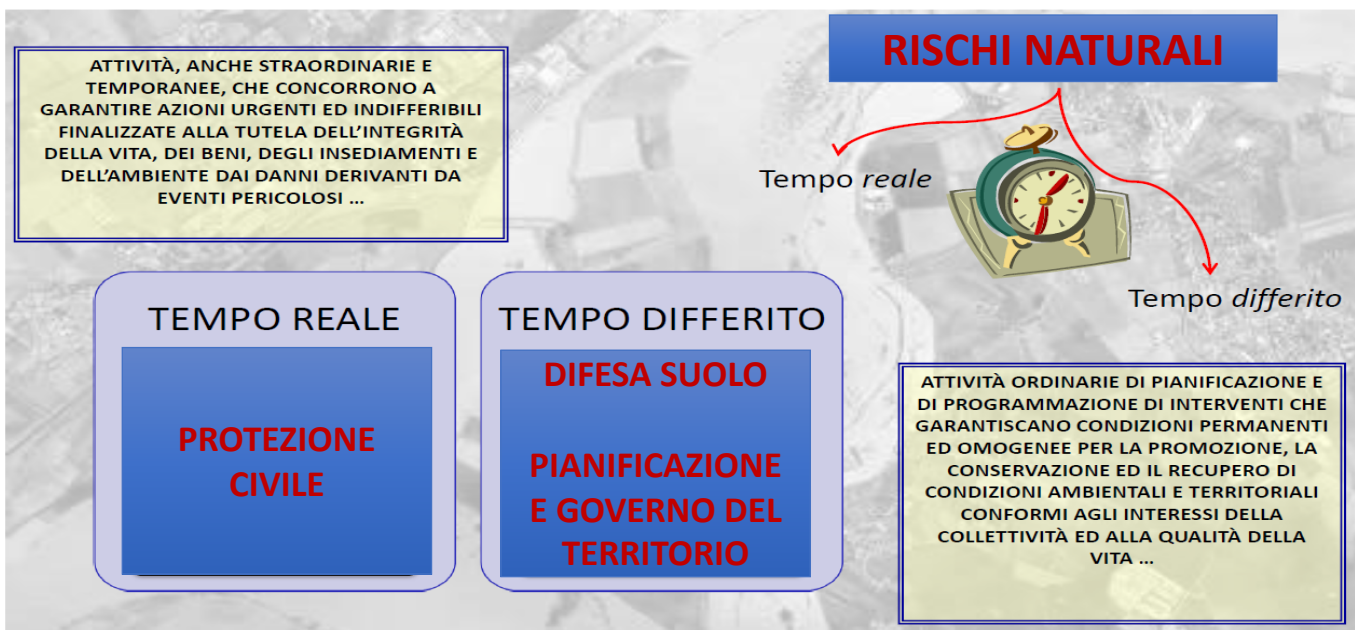 RISCHI NATURALI
ATTIVITÀ, ANCHE STRAORDINARIE E
TEMPORANEE, CHE CONCORRONO A
GARANTIRE AZIONI URGENTI ED INDIFFERIBILI
FINALIZZATE ALLA TUTELA DELL’INTEGRITÀ
DELLA VITA, DEI BENI, DEGLI INSEDIAMENTI E
DELL’AMBIENTE DAI DANNI DERIVANTI DA
EVENTI PERICOLOSI ...
Tempo reale
Tempo differito
TEMPO REALE
PROTEZIONE
CIVILE
TEMPO DIFFERITO
DIFESA SUOLO
PIANIFICAZIONE
E GOVERNO DEL
TERRITORIO
ATTIVITÀ ORDINARIE DI PIANIFICAZIONE E
DI PROGRAMMAZIONE DI INTERVENTI CHE
GARANTISCANO CONDIZIONI PERMANENTI
ED OMOGENEE PER LA PROMOZIONE, LA
CONSERVAZIONE ED IL RECUPERO DI
CONDIZIONI AMBIENTALI E TERRITORIALI
CONFORMI AGLI INTERESSI DELLA
COLLETTIVITÀ ED ALLA QUALITÀ DELLA
VITA ...